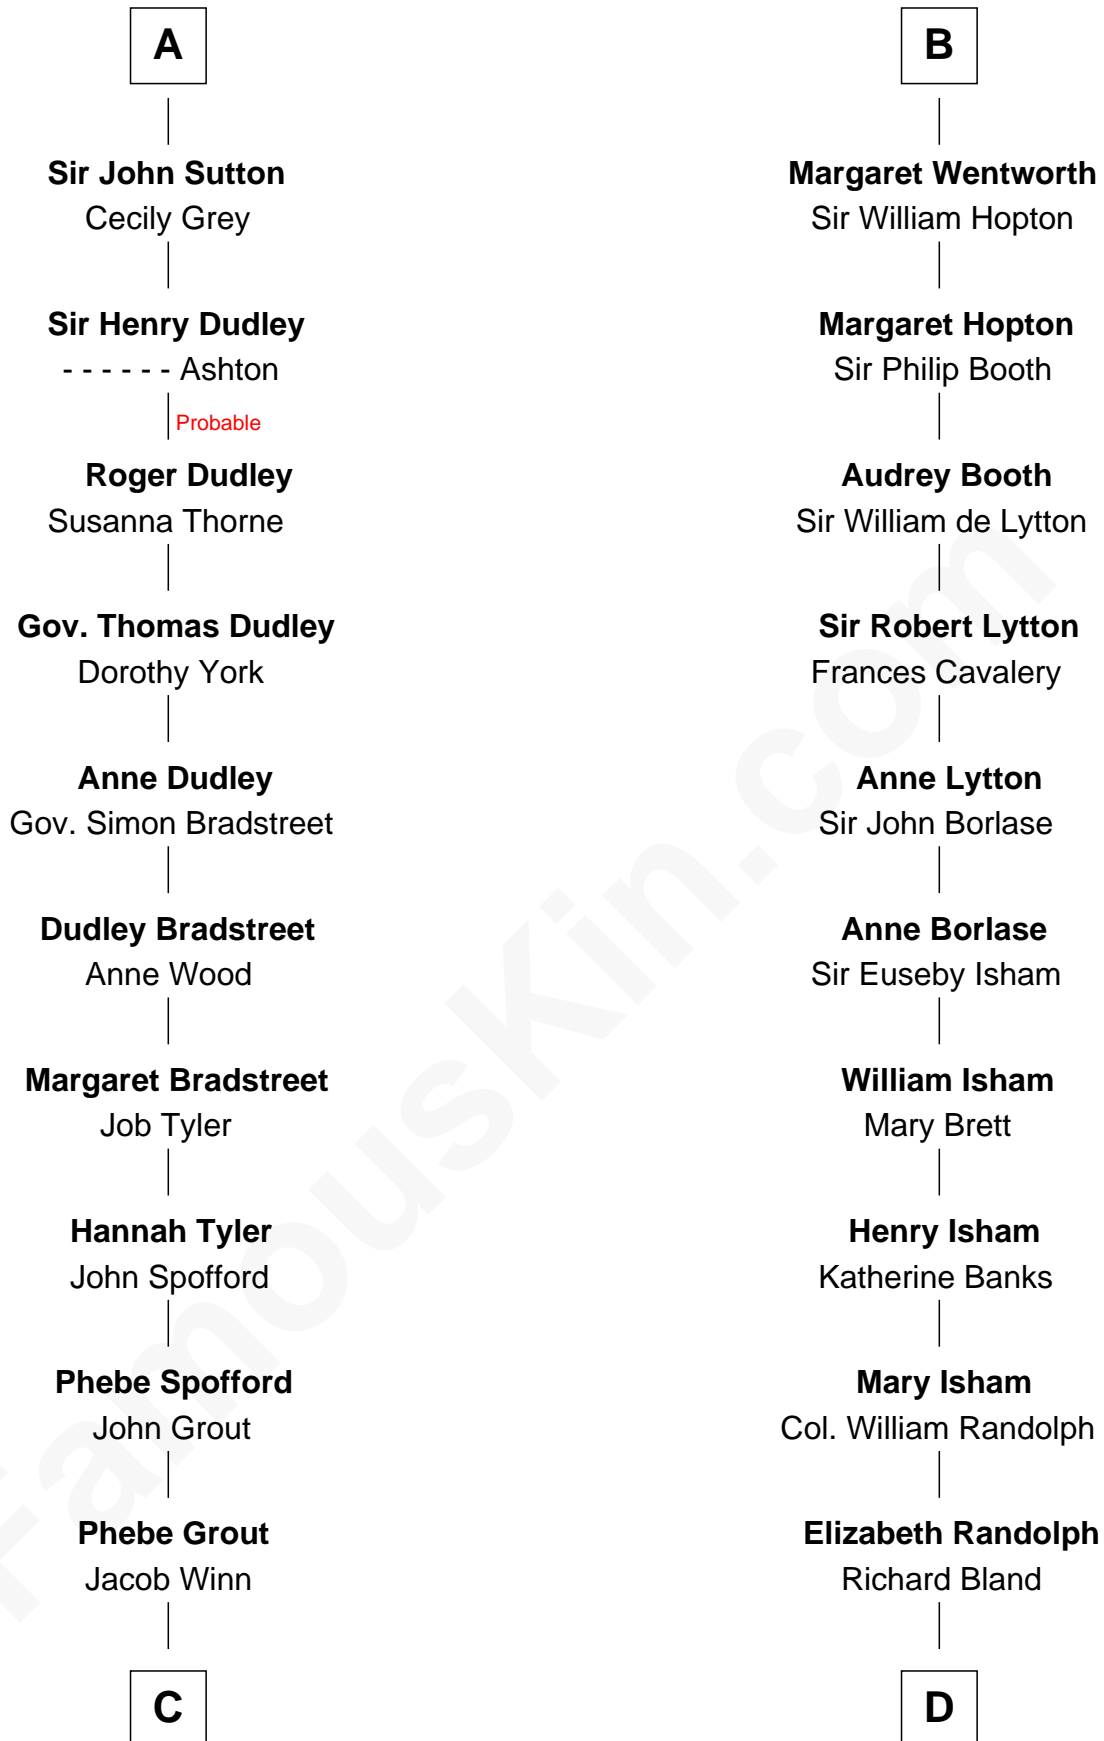 A
Sir John Sutton
Cecily Grey
Sir Henry Dudley
- - - - - - Ashton
Probable
Roger Dudley
Susanna Thorne
Gov. Thomas Dudley
Dorothy York
Anne Dudley
Gov. Simon Bradstreet
Dudley Bradstreet
Anne Wood
Margaret Bradstreet
Job Tyler
Hannah Tyler
John Spofford
Phebe Spofford
John Grout
Phebe Grout
Jacob Winn
C
B
Margaret Wentworth
Sir William Hopton
Margaret Hopton
Sir Philip Booth
Audrey Booth
Sir William de Lytton
Sir Robert Lytton
Frances Cavalery
Anne Lytton
Sir John Borlase
Anne Borlase
Sir Euseby Isham
William Isham
Mary Brett
Henry Isham
Katherine Banks
Mary Isham
Col. William Randolph
Elizabeth Randolph
Richard Bland
D
FamousKin.com